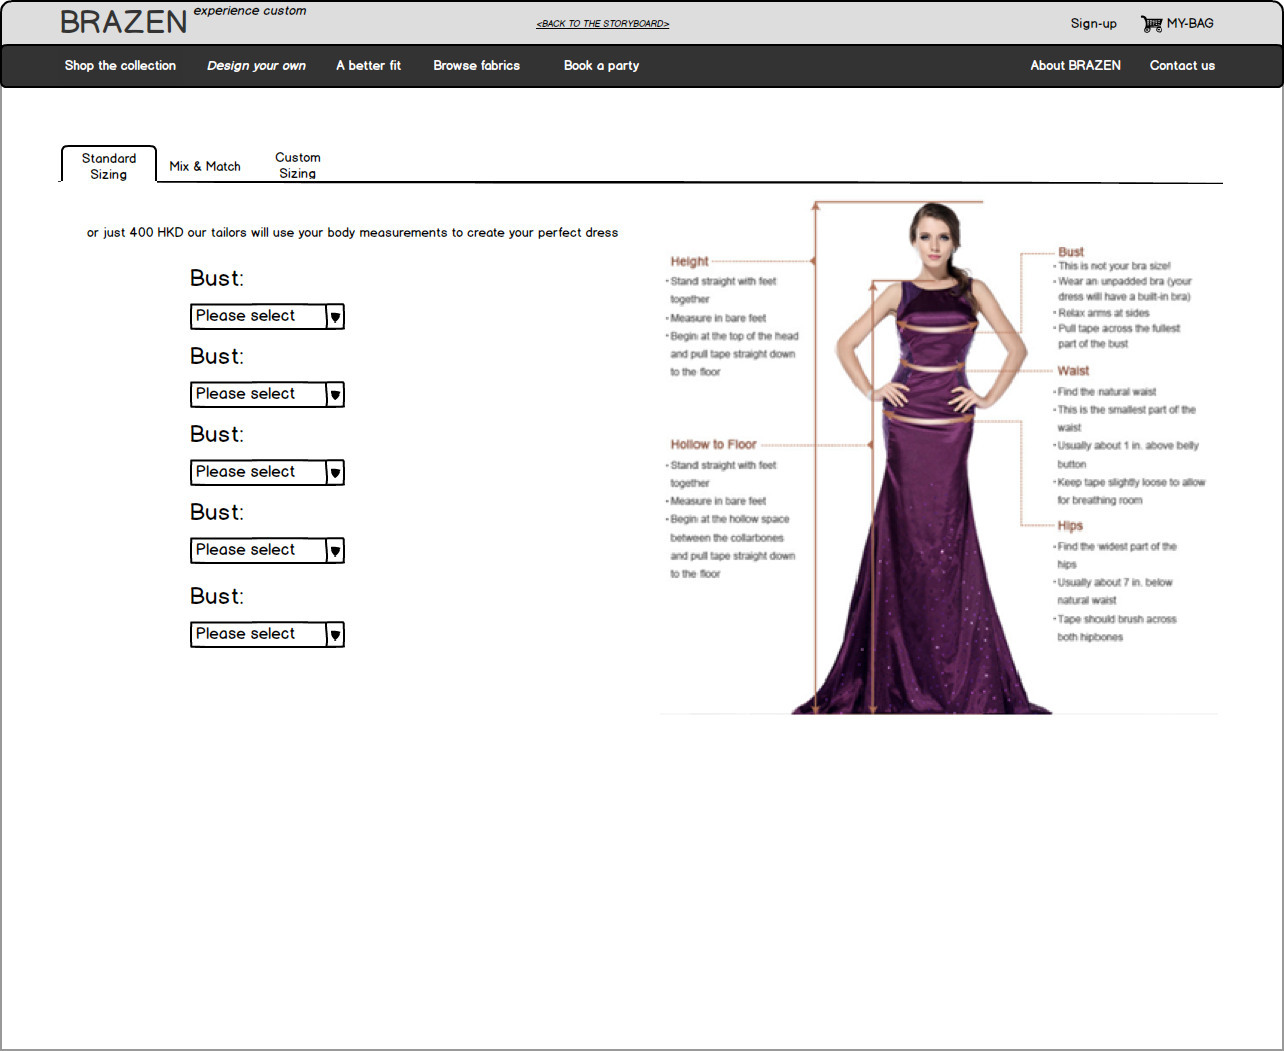 BRAZEN experience custom
<BACK TO THE STORYBOARD>
Sign-up
MY-BAG
Shop the collection
Design your own
A better fit
Browse fabrics
Book a party
About BRAZEN
Contact us
Standard
Sizing
Mix & Match
Custom
Sizing
or just 400 HKD our tailors will use your body measurements to create your perfect dress
Bust:
Please select
Bust:
Please select
Bust:
Please select
Bust:
Please select
Bust:
Please select
Height
• Stand straight with feet
together
• Measure in bare feet
• Begin at the top of the head
and pull tape straight down
to the floor
Hollow to Floor
• Stand straight with feet
together
• Measure in bare feet
• Begin at the hollow space
between the collarbones
and pull tape straight down
to the floor
Bust
• This is not your bra size!
• Wear an unpadded bra (your
dress will have a built-in bra)
• Relax arms at sides
• Pull tape across the fullest
part of the bust
Waist
• Find the natural waist
• This is the smallest part of the
waist
• Usually about 1 in. above belly
button
• Keep tape slightly loose to allow
for breathing room
Hips
• Find the widest part of the
hips
• Usually about 7 in. below
natural waist
• Tape should brush across
both hipbones